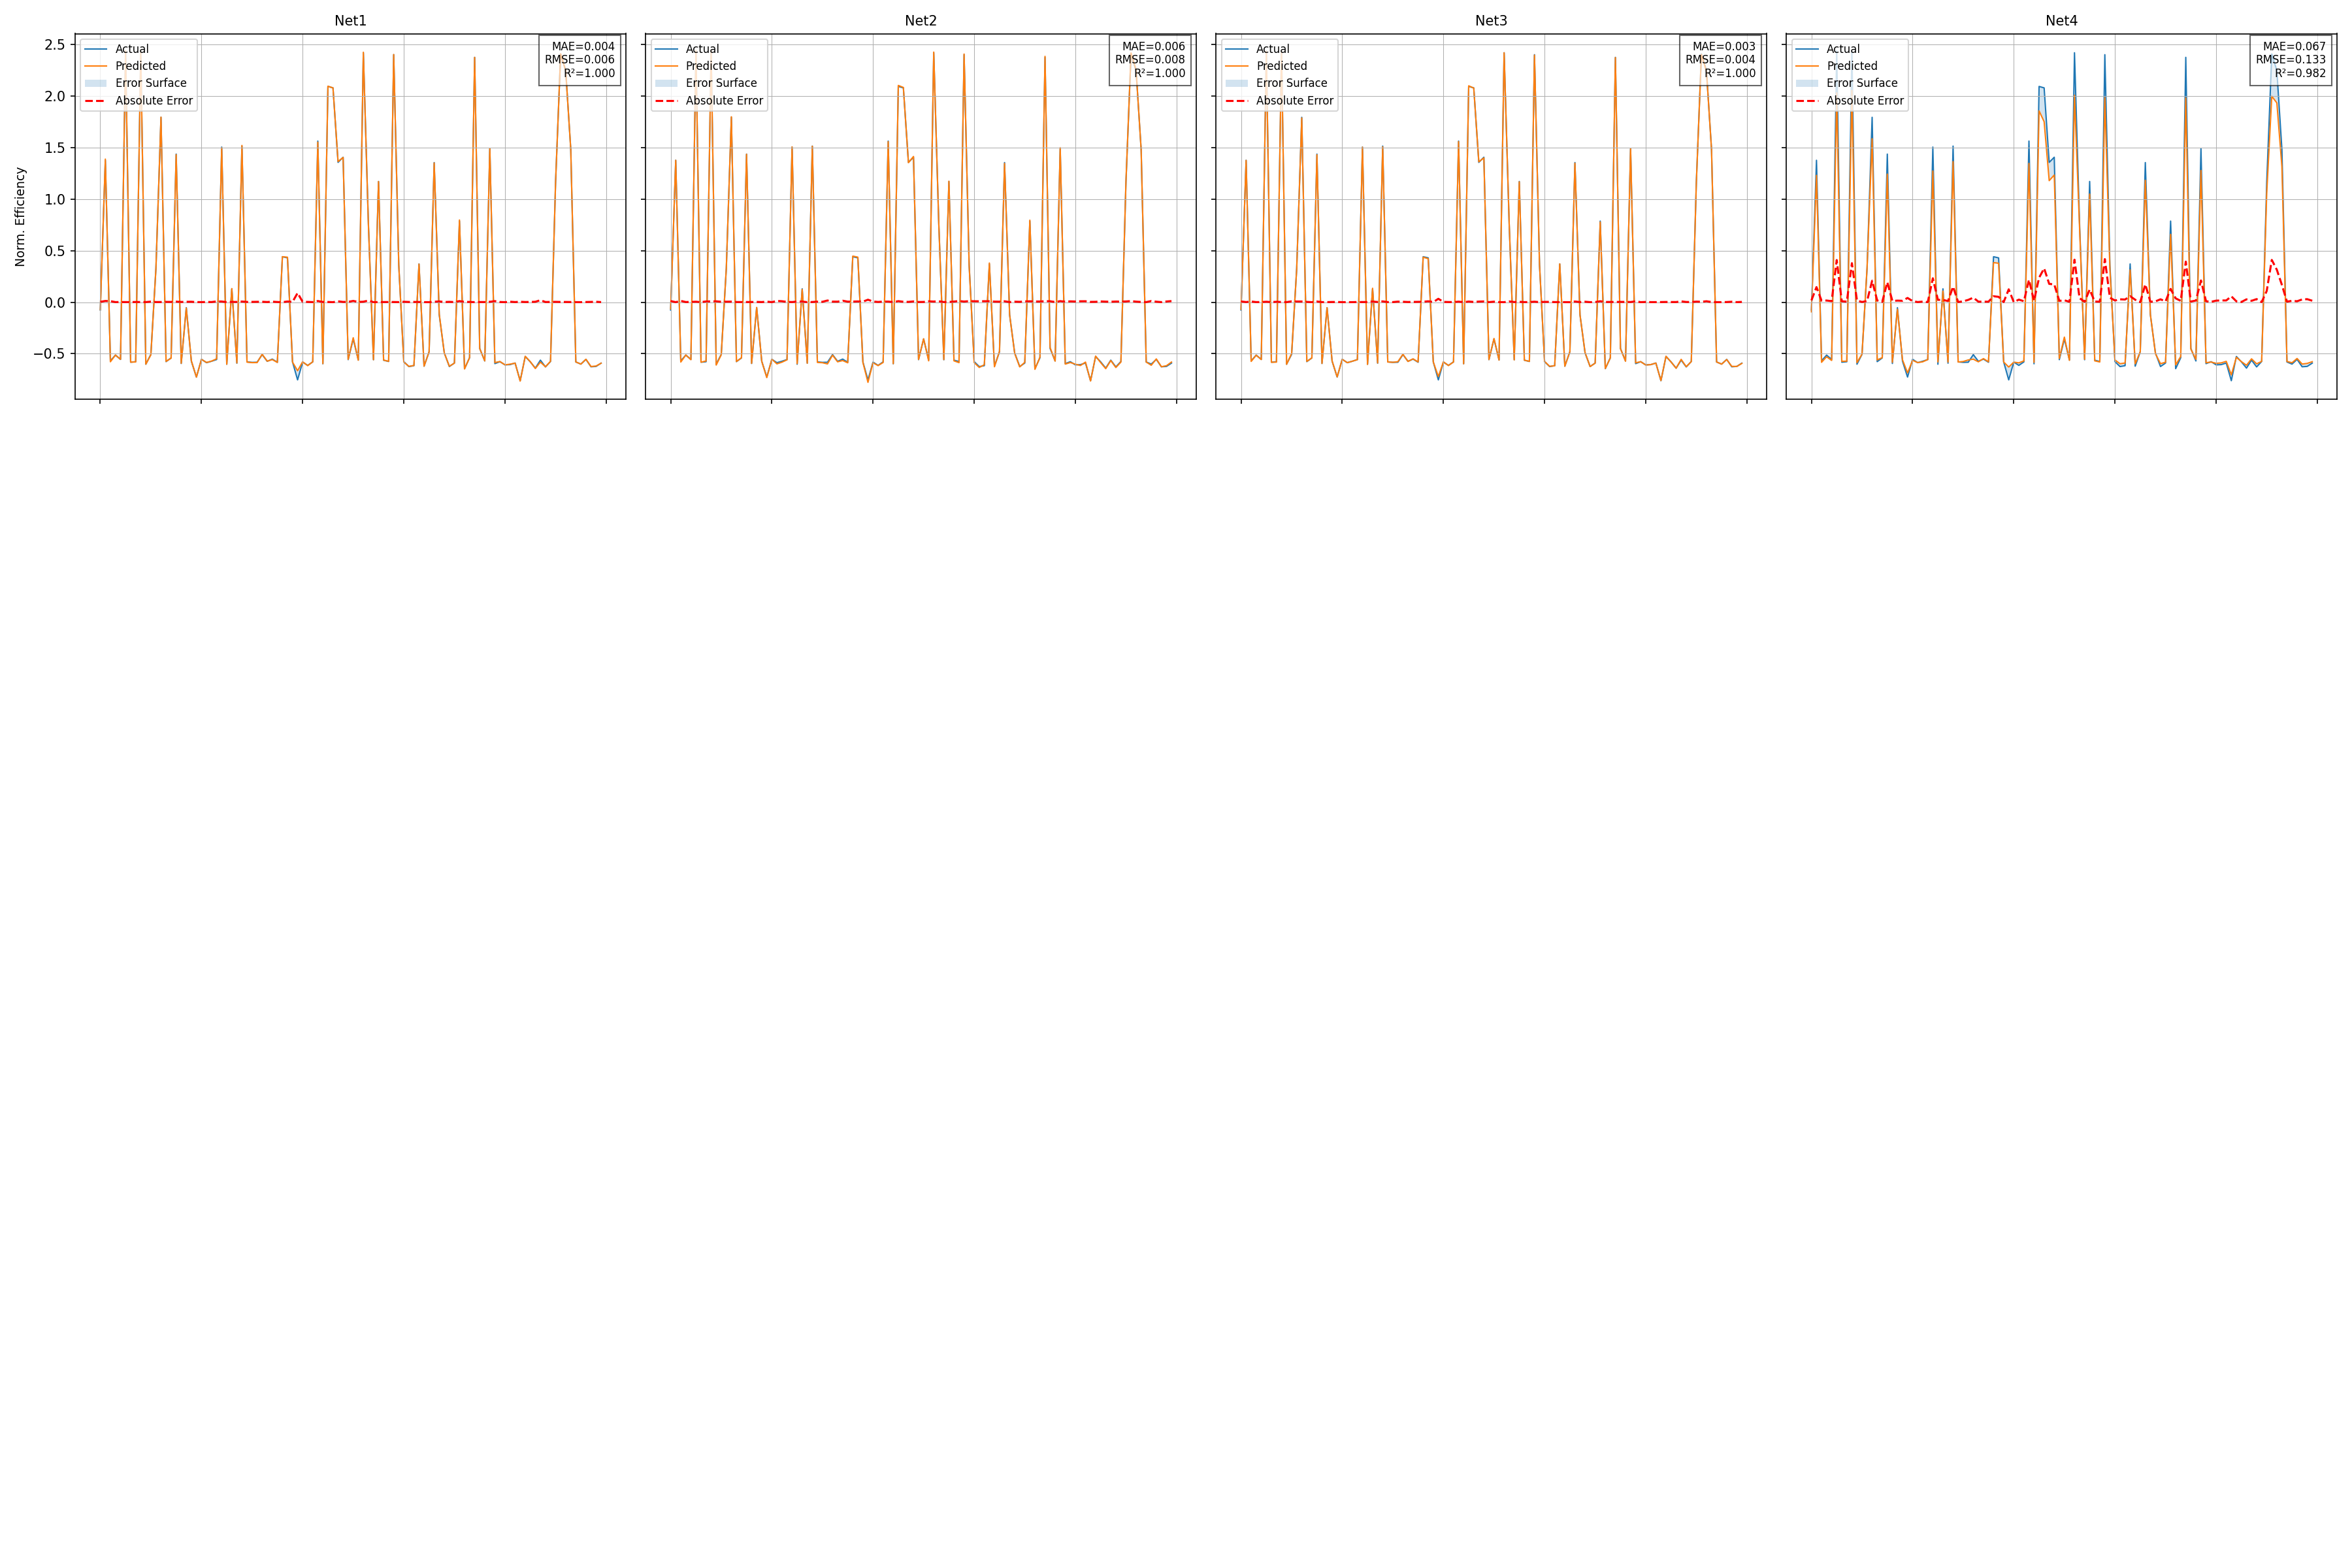 Net1
Net2
Net3
Net4
Norm. Efficiency
2.5
2.0
1.5
1.0
0.5
0.0
−0.5
Actual
Predicted
Error Surface
Absolute Error
MAE=0.004
RMSE=0.006
R²=1.000
Actual
Predicted
Error Surface
Absolute Error
MAE=0.006
RMSE=0.008
R²=1.000
Actual
Predicted
Error Surface
Absolute Error
MAE=0.003
RMSE=0.004
R²=1.000
Actual
Predicted
Error Surface
Absolute Error
MAE=0.067
RMSE=0.133
R²=0.982